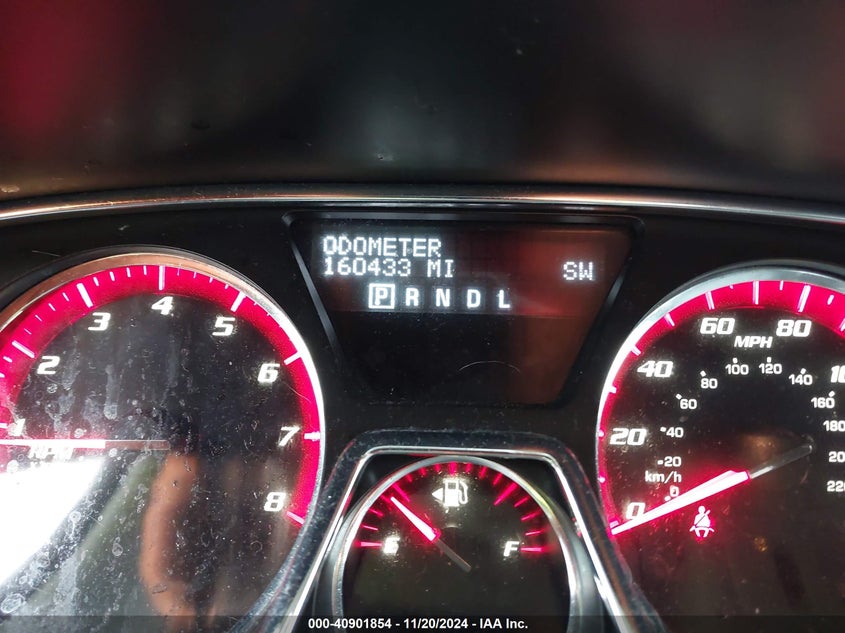 ODOMETER
160433 MI SW
P R N D L
1 2 3 4 5 6 7 8
0 20 40 60 80
MPH
0 20 40 60 80 100 120 140 160
km/h
E F
000-40901854 - 11/20/2024 - IAA Inc.